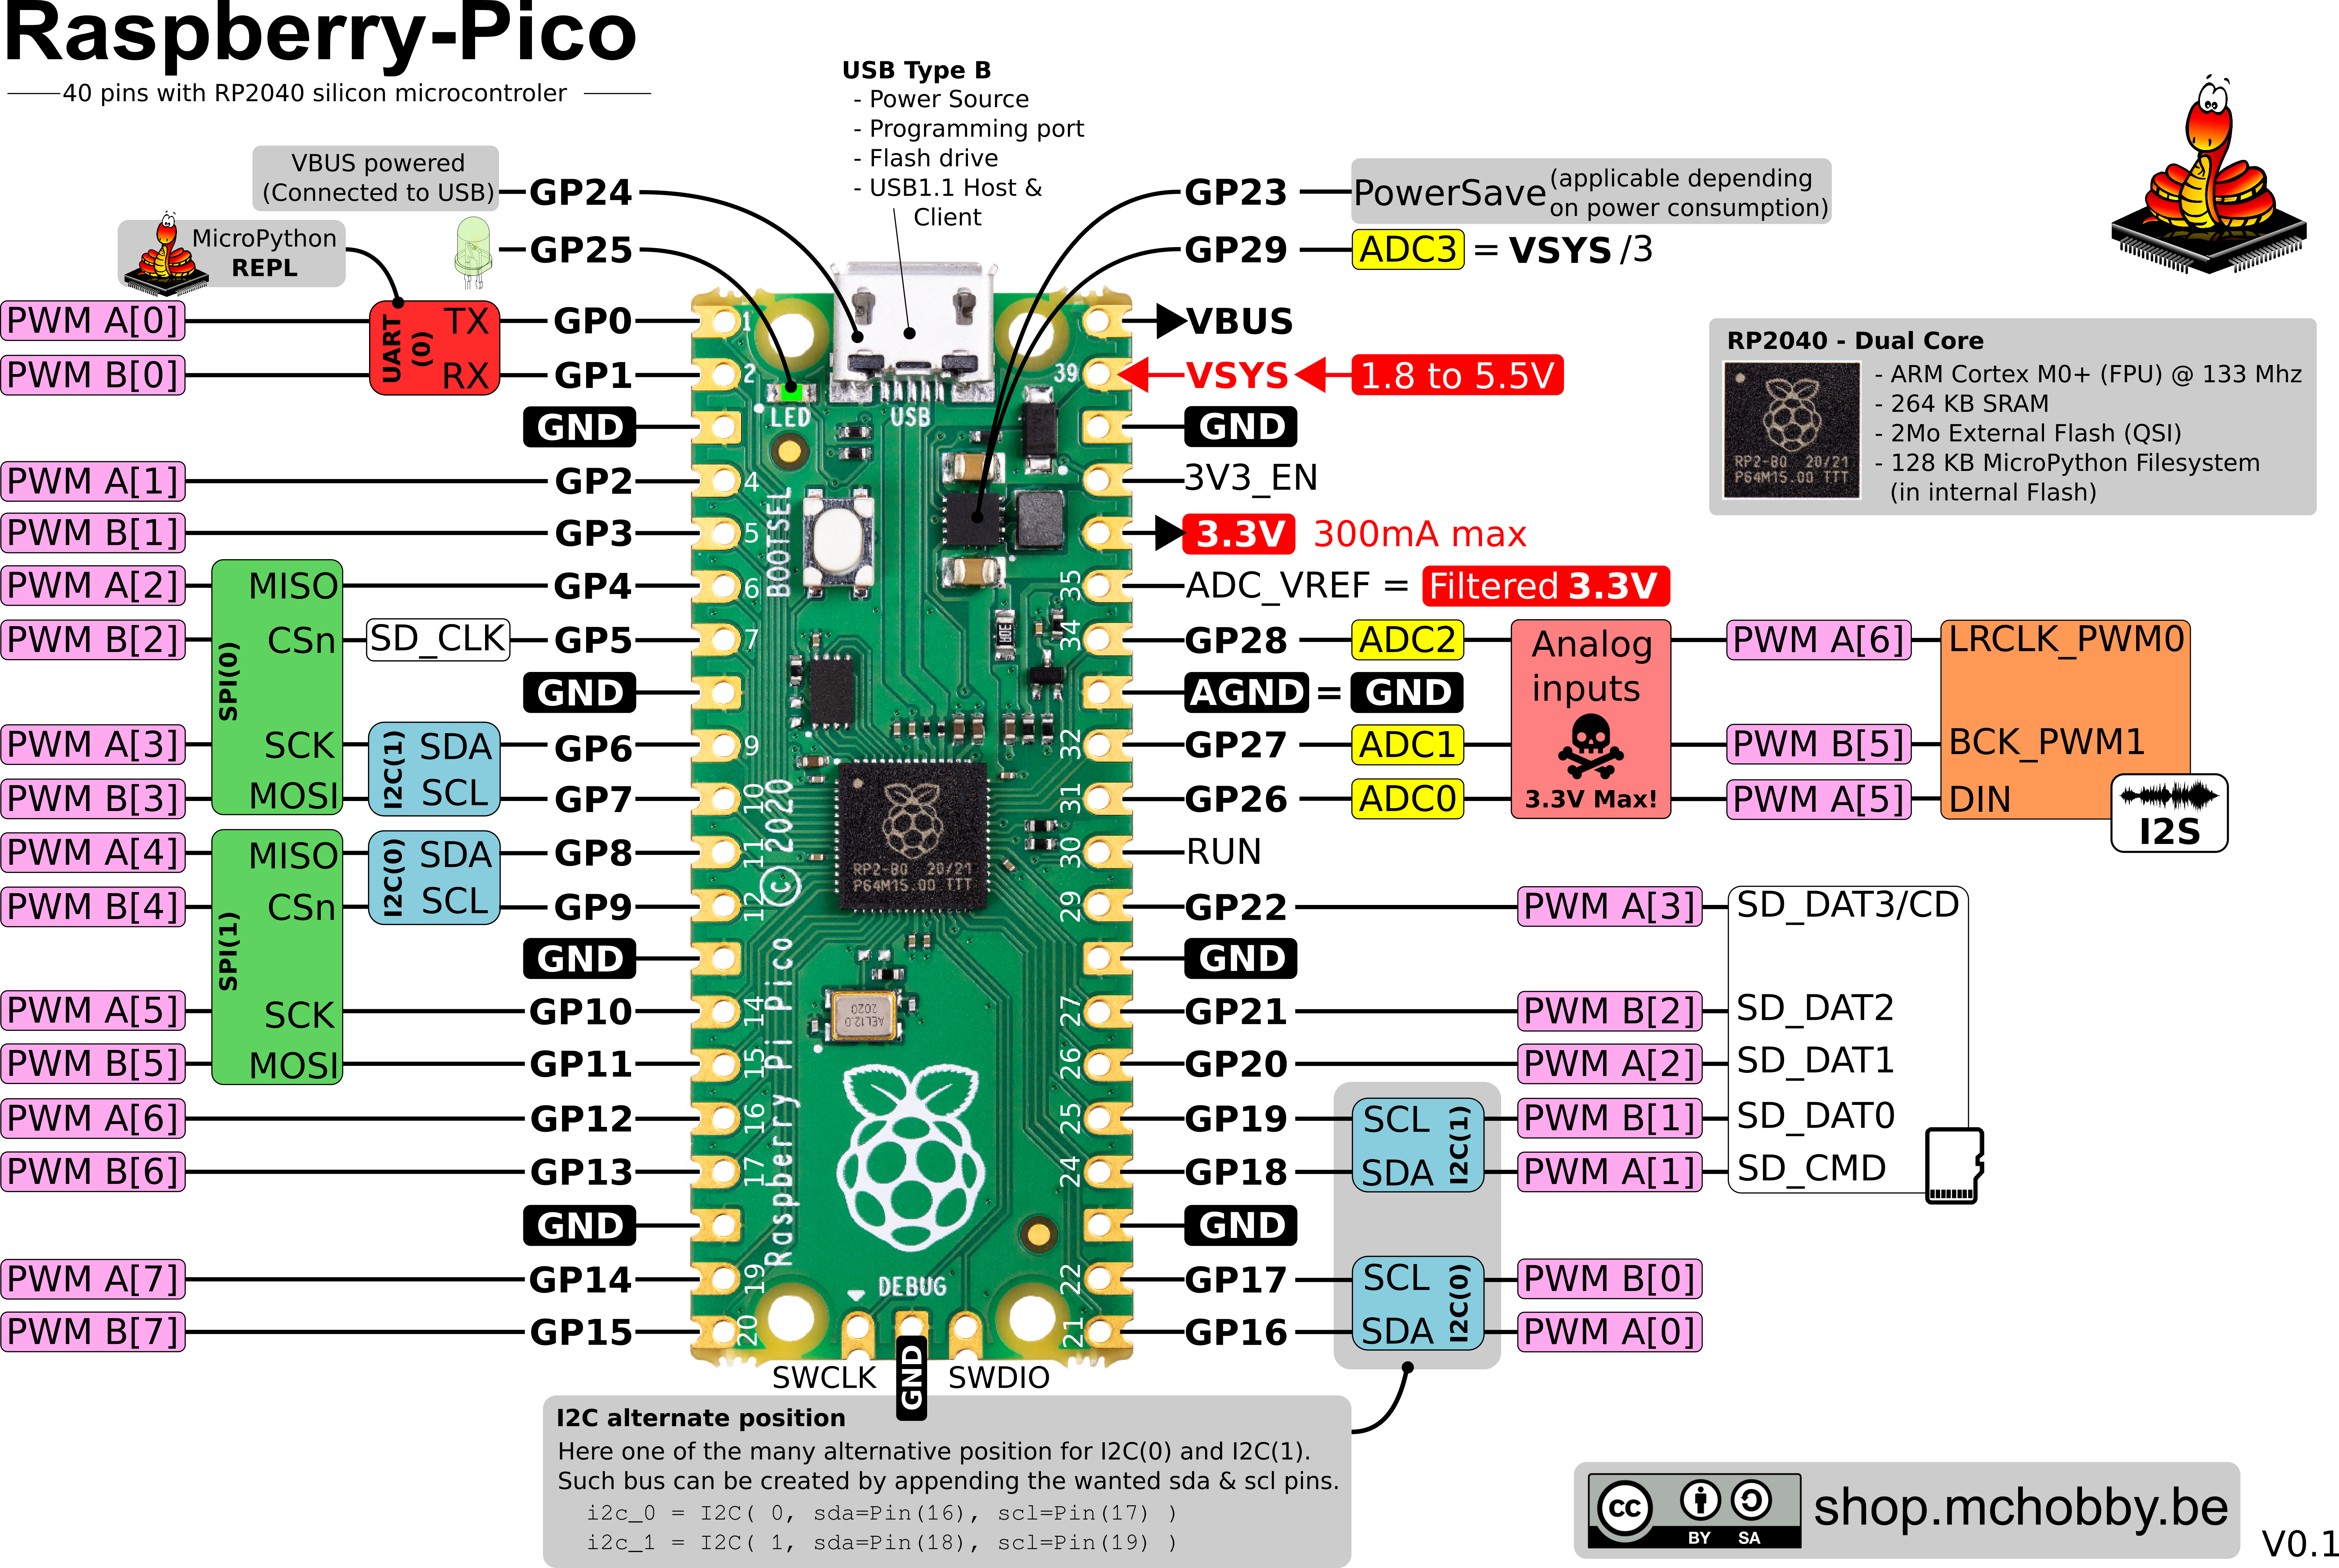 Raspberry-Pico
40 pins with RP2040 silicon microcontroler
USB Type B
- Power Source
- Programming port
- Flash drive
- USB1.1 Host &
Client
VBUS powered
(Connected to USB)
GP24
GP25
MicroPython
REPL
GP23
PowerSave
(applicable depending
on power consumption)
GP29
ADC3 = VSYS /3
RP2040 - Dual Core
- ARM Cortex M0+ (FPU) @ 133 Mhz
- 264 KB SRAM
- 2Mo External Flash (QSI)
- 128 KB MicroPython Filesystem
(in internal Flash)
RP2-B0 20/21
P64M15.00 TTT
UART
(0)
PWM A[0] TX GP0 1
PWM B[0] RX GP1 2
GND
PWM A[1] GP2 4
PWM B[1] GP3 5
SPI(0)
PWM A[2] MISO GP4 6
PWM B[2] CSn SD_CLK GP5 7
GND
I2C(1)
PWM A[3] SCK SDA GP6 9
PWM B[3] MOSI SCL GP7 10
SPI(1)
I2C(0)
PWM A[4] MISO SDA GP8 11
PWM B[4] CSn SCL GP9 12
GND
PWM A[5] SCK GP10 14
PWM B[5] MOSI GP11 15
PWM A[6] GP12 16
PWM B[6] GP13 17
GND
PWM A[7] GP14 19
PWM B[7] GP15 20
LED
USB
BOOTSEL
RP2-B0 20/21
P64M15.00 TTT
AEL12.0
2020
Raspberry Pi Pico © 2020
DEBUG
VBUS
39 VSYS 1.8 to 5.5V
GND
3V3_EN
3.3V 300mA max
35 ADC_VREF = Filtered 3.3V
34 GP28 ADC2 PWM A[6] LRCLK_PWM0
AGND = GND
32 GP27 ADC1 PWM B[5] BCK_PWM1
31 GP26 ADC0 PWM A[5] DIN
Analog
inputs
3.3V Max!
I2S
30 RUN
29 GP22 PWM A[3] SD_DAT3/CD
GND
27 GP21 PWM B[2] SD_DAT2
26 GP20 PWM A[2] SD_DAT1
25 GP19 SCL PWM B[1] SD_DAT0
24 GP18 SDA PWM A[1] SD_CMD
I2C(1)
GND
22 GP17 SCL PWM B[0]
21 GP16 SDA PWM A[0]
I2C(0)
SWCLK GND SWDIO
I2C alternate position
Here one of the many alternative position for I2C(0) and I2C(1).
Such bus can be created by appending the wanted sda & scl pins.
i2c_0 = I2C( 0, sda=Pin(16), scl=Pin(17) )
i2c_1 = I2C( 1, sda=Pin(18), scl=Pin(19) )
cc
BY SA
shop.mchobby.be
V0.1